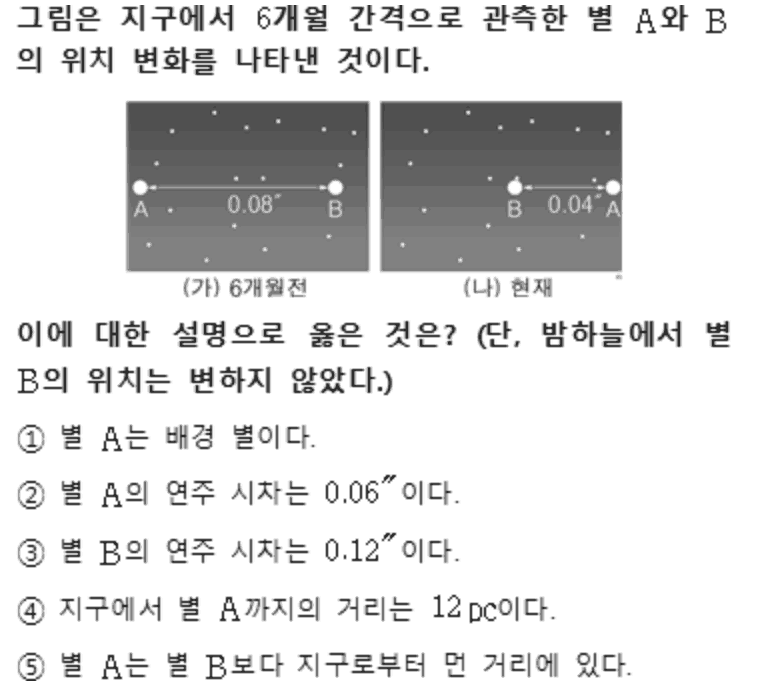 그림은 지구에서 6개월 간격으로 관측한 별 A와 B
의 위치 변화를 나타낸 것이다.
A 0.08″ B
B 0.04″ A
(가) 6개월전 (나) 현재
이에 대한 설명으로 옳은 것은? (단, 밤하늘에서 별
B의 위치는 변하지 않았다.)
① 별 A는 배경 별이다.
② 별 A의 연주 시차는 0.06″이다.
③ 별 B의 연주 시차는 0.12″이다.
④ 지구에서 별 A까지의 거리는 12pc이다.
⑤ 별 A는 별 B보다 지구로부터 먼 거리에 있다.